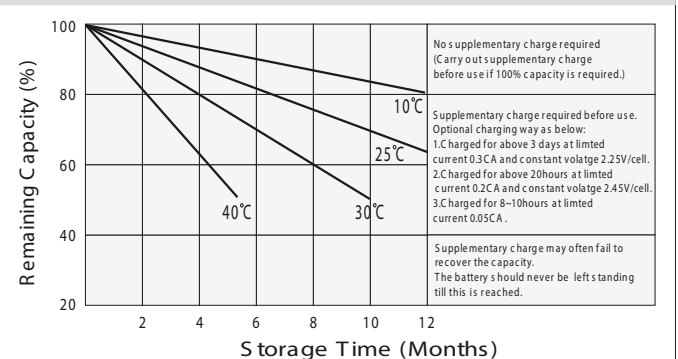 100
80
60
40
20
Remaining Capacity (%)
10℃
25℃
30℃
40℃
2 4 6 8 10 12
Storage Time (Months)
No supplementary charge required
(Carry out supplementary charge
before use if 100% capacity is required.)
Supplementary charge required before use.
Optional charging way as below:
1.Charged for above 3 days at limted
current 0.3CA and constant volatge 2.25V/cell.
2.Charged for above 20hours at limted
current 0.2CA and constant volatge 2.45V/cell.
3.Charged for 8~10hours at limted
current 0.05CA .
Supplementary charge may often fail to
recover the capacity.
The battery should never be left standing
till this is reached.